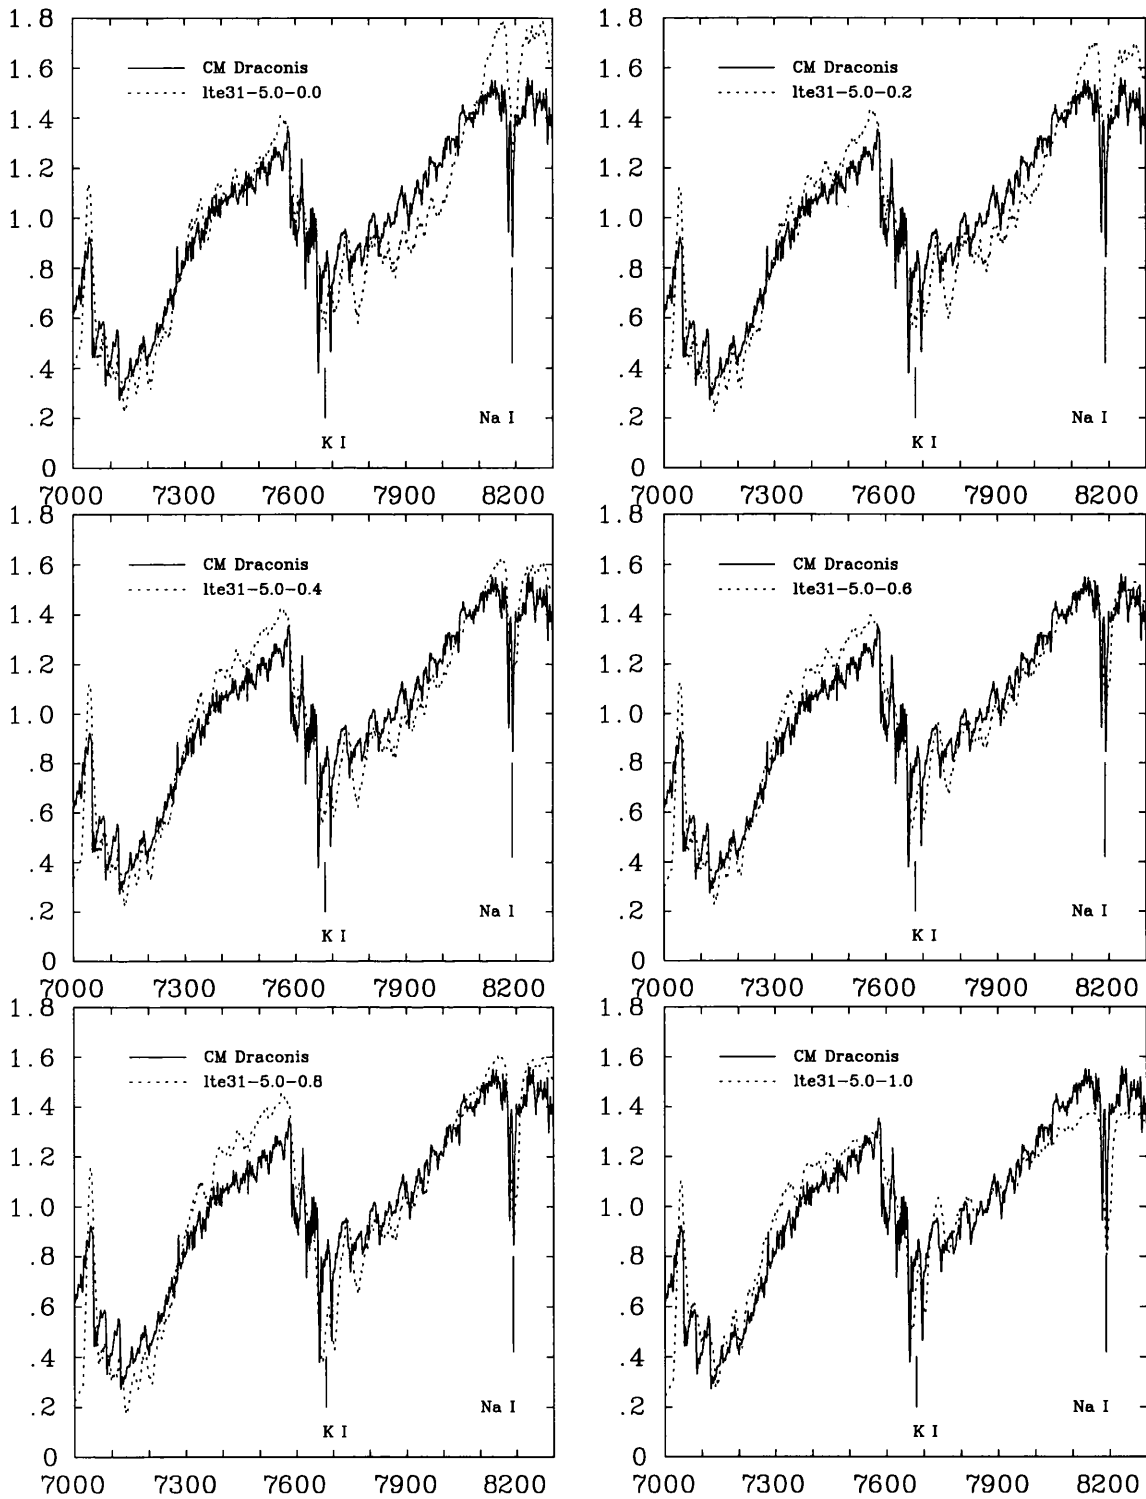 1.8
1.6
1.4
1.2
1.0
.8
.6
.4
.2
0
CM Draconis
lte31-5.0-0.0
Na I
K I
7000 7300 7600 7900 8200
1.8
1.6
1.4
1.2
1.0
.8
.6
.4
.2
0
CM Draconis
lte31-5.0-0.2
Na I
K I
7000 7300 7600 7900 8200
1.8
1.6
1.4
1.2
1.0
.8
.6
.4
.2
0
CM Draconis
lte31-5.0-0.4
Na I
K I
7000 7300 7600 7900 8200
1.8
1.6
1.4
1.2
1.0
.8
.6
.4
.2
0
CM Draconis
lte31-5.0-0.6
Na I
K I
7000 7300 7600 7900 8200
1.8
1.6
1.4
1.2
1.0
.8
.6
.4
.2
0
CM Draconis
lte31-5.0-0.8
Na I
K I
7000 7300 7600 7900 8200
1.8
1.6
1.4
1.2
1.0
.8
.6
.4
.2
0
CM Draconis
lte31-5.0-1.0
Na I
K I
7000 7300 7600 7900 8200